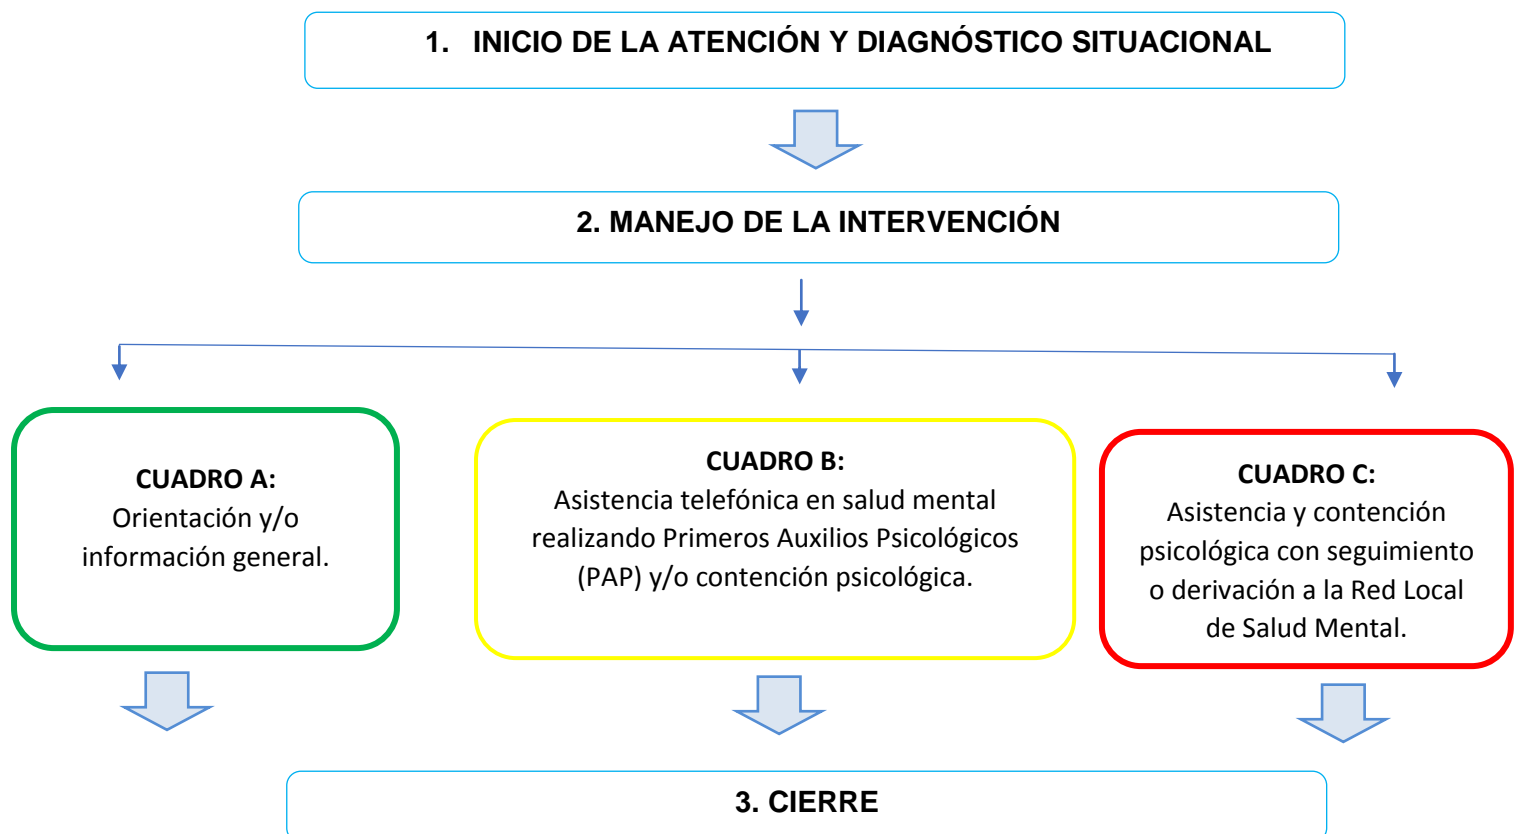 1. INICIO DE LA ATENCIÓN Y DIAGNÓSTICO SITUACIONAL
2. MANEJO DE LA INTERVENCIÓN
CUADRO A:
Orientación y/o
información general.
CUADRO B:
Asistencia telefónica en salud mental
realizando Primeros Auxilios Psicológicos
(PAP) y/o contención psicológica.
CUADRO C:
Asistencia y contención
psicológica con seguimiento
o derivación a la Red Local
de Salud Mental.
3. CIERRE